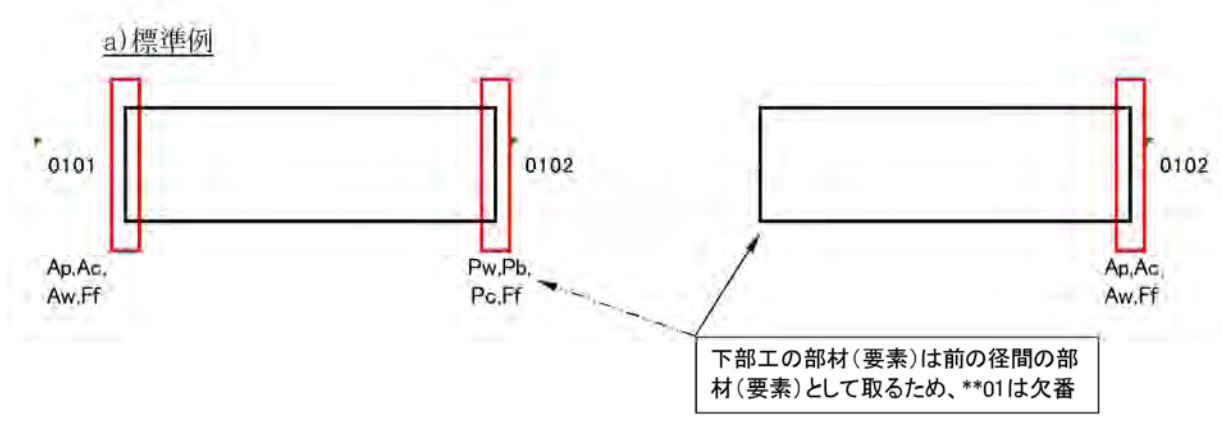 a)標準例
0101
0102
0102
Ap,Ac,
Aw,Ff
Pw,Pb,
Pc,Ff
Ap,Ac,
Aw,Ff
下部工の部材(要素)は前の径間の部
材(要素)として取るため、**01は欠番